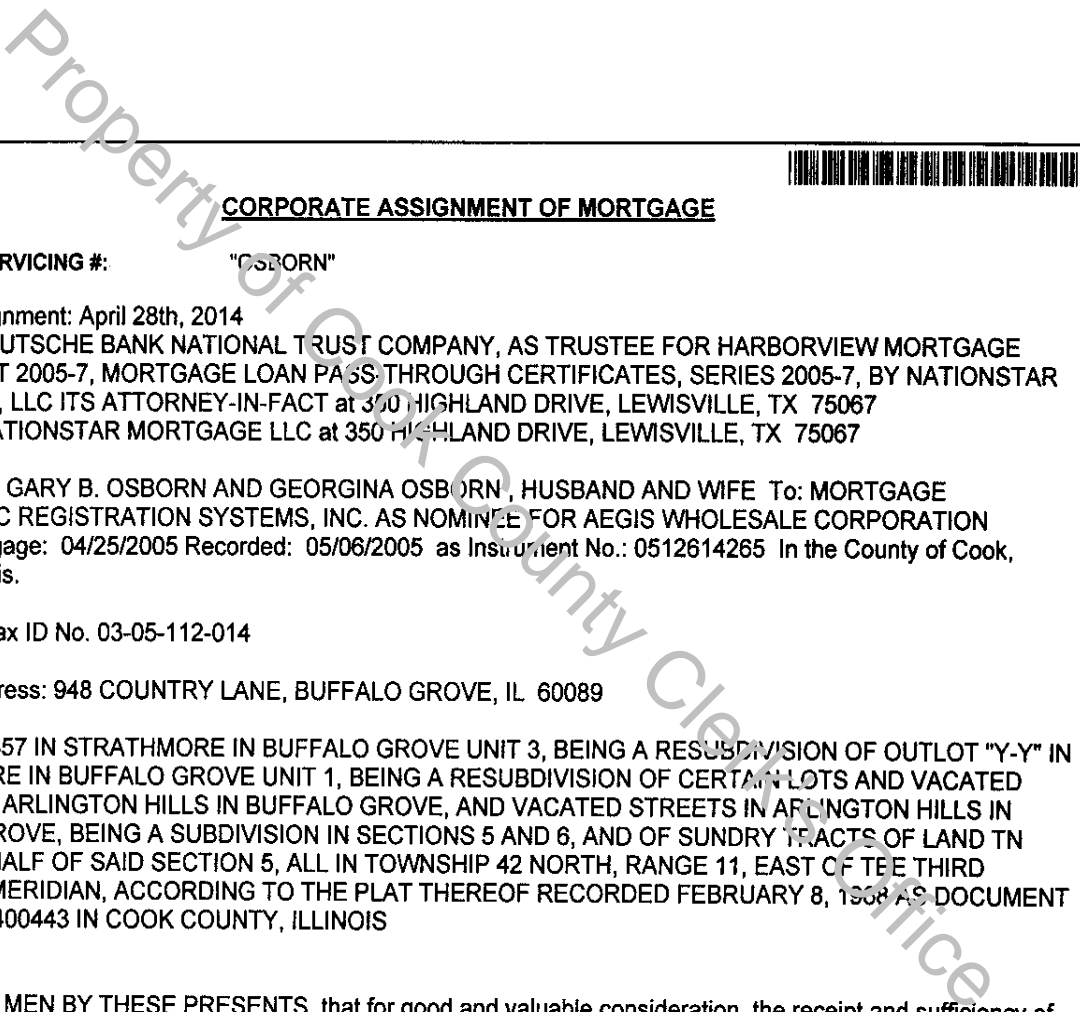 Property of Cook County Clerk's Office
CORPORATE ASSIGNMENT OF MORTGAGE
RVICING #: "OSBORN"
nment: April 28th, 2014
UTSCHE BANK NATIONAL TRUST COMPANY, AS TRUSTEE FOR HARBORVIEW MORTGAGE
T 2005-7, MORTGAGE LOAN PASS-THROUGH CERTIFICATES, SERIES 2005-7, BY NATIONSTAR
, LLC ITS ATTORNEY-IN-FACT at 350 HIGHLAND DRIVE, LEWISVILLE, TX 75067
ATIONSTAR MORTGAGE LLC at 350 HIGHLAND DRIVE, LEWISVILLE, TX 75067
GARY B. OSBORN AND GEORGINA OSBORN , HUSBAND AND WIFE To: MORTGAGE
C REGISTRATION SYSTEMS, INC. AS NOMINEE FOR AEGIS WHOLESALE CORPORATION
gage: 04/25/2005 Recorded: 05/06/2005 as Instrument No.: 0512614265 In the County of Cook,
is.
ax ID No. 03-05-112-014
ress: 948 COUNTRY LANE, BUFFALO GROVE, IL 60089
57 IN STRATHMORE IN BUFFALO GROVE UNIT 3, BEING A RESUBDIVISION OF OUTLOT "Y-Y" IN
RE IN BUFFALO GROVE UNIT 1, BEING A RESUBDIVISION OF CERTAIN LOTS AND VACATED
ARLINGTON HILLS IN BUFFALO GROVE, AND VACATED STREETS IN ARLINGTON HILLS IN
ROVE, BEING A SUBDIVISION IN SECTIONS 5 AND 6, AND OF SUNDRY TRACTS OF LAND TN
HALF OF SAID SECTION 5, ALL IN TOWNSHIP 42 NORTH, RANGE 11, EAST OF TEE THIRD
MERIDIAN, ACCORDING TO THE PLAT THEREOF RECORDED FEBRUARY 8, 1968 AS DOCUMENT
400443 IN COOK COUNTY, ILLINOIS
MEN BY THESE PRESENTS, that for good and valuable consideration, the receipt and sufficiency of